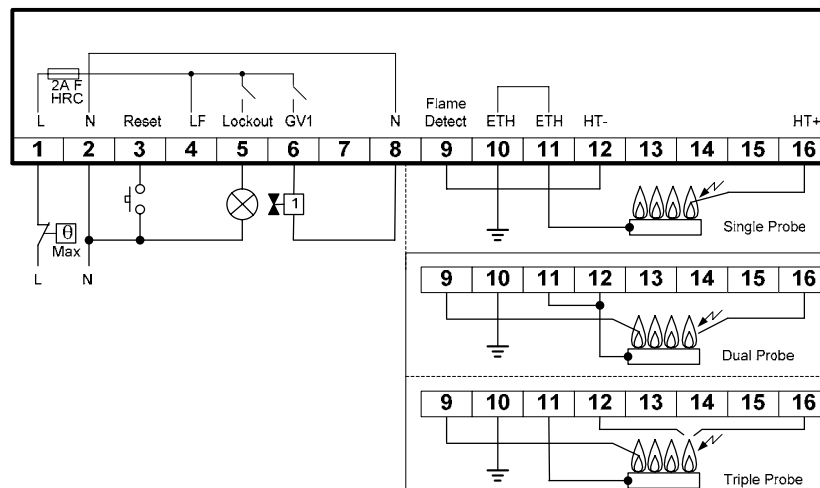 2A F
HRC
L N Reset LF Lockout GV1 N Flame Detect ETH ETH HT- HT+
1 2 3 4 5 6 7 8 9 10 11 12 13 14 15 16
θ
Max
1
L N
Single Probe
9 10 11 12 13 14 15 16
Dual Probe
9 10 11 12 13 14 15 16
Triple Probe